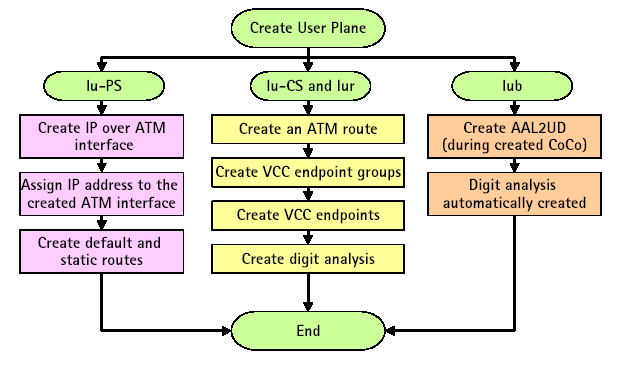 Create User Plane
Iu-PS
Iu-CS and Iur
Iub
Create IP over ATM
interface
Assign IP address to the
created ATM interface
Create default and
static routes
Create an ATM route
Create VCC endpoint groups
Create VCC endpoints
Create digit analysis
Create AAL2UD
(during created CoCo)
Digit analysis
automatically created
End